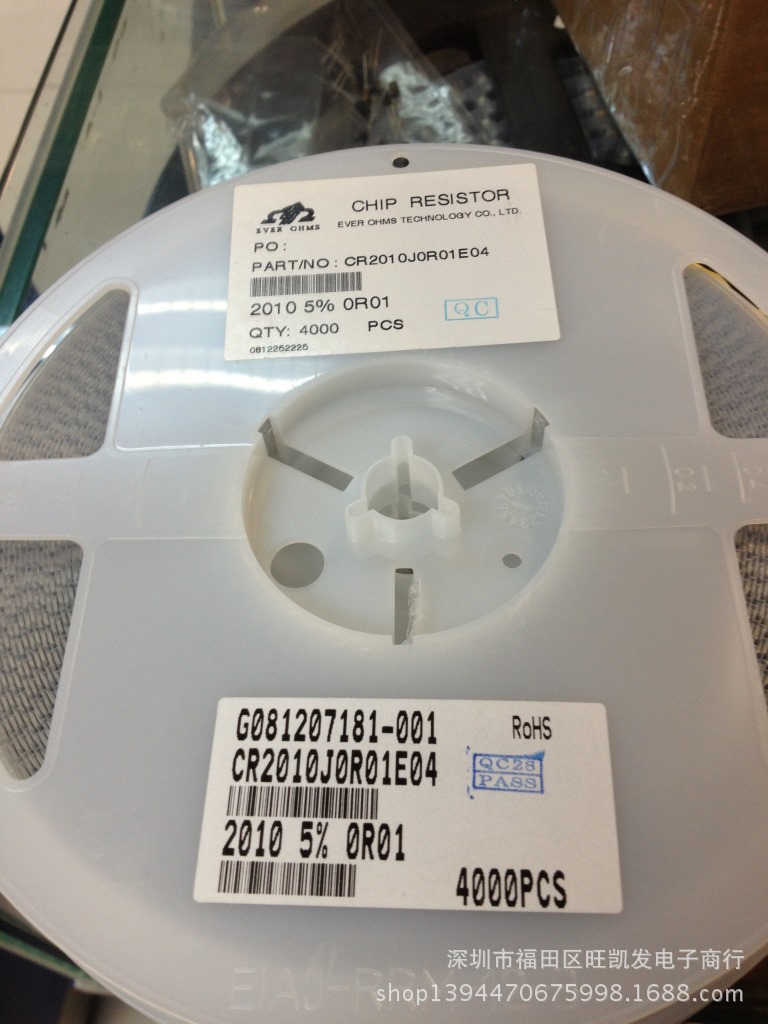 CHIP RESISTOR
EVER OHMS
EVER OHMS TECHNOLOGY CO., LTD.
PO :
PART/NO : CR2010J0R01E04
2010 5% 0R01
QC
QTY: 4000 PCS
0812252225
G081207181-001
RoHS
CR2010J0R01E04
QC28
PASS
2010 5% 0R01
4000PCS
深圳市福田区旺凯发电子商行
shop1394470675998.1688.com